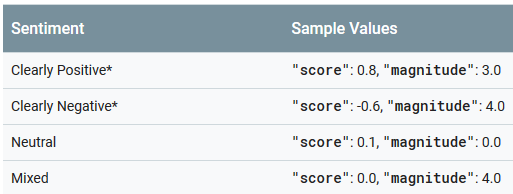 Sentiment Sample Values
Clearly Positive* "score": 0.8, "magnitude": 3.0
Clearly Negative* "score": -0.6, "magnitude": 4.0
Neutral "score": 0.1, "magnitude": 0.0
Mixed "score": 0.0, "magnitude": 4.0